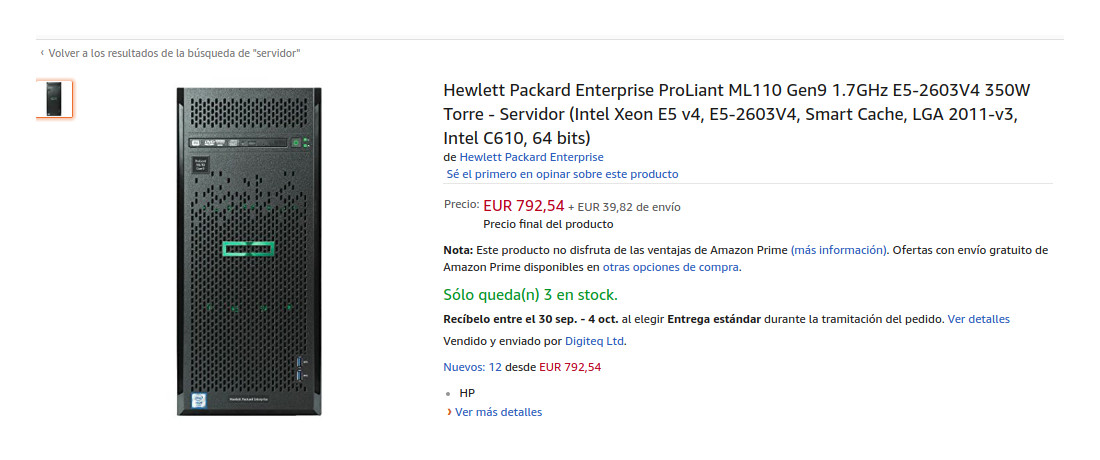 ‹ Volver a los resultados de la búsqueda de "servidor"
Hewlett Packard Enterprise ProLiant ML110 Gen9 1.7GHz E5-2603V4 350W
Torre - Servidor (Intel Xeon E5 v4, E5-2603V4, Smart Cache, LGA 2011-v3,
Intel C610, 64 bits)
de Hewlett Packard Enterprise
Sé el primero en opinar sobre este producto
Precio: EUR 792,54 + EUR 39,82 de envío
Precio final del producto
Nota: Este producto no disfruta de las ventajas de Amazon Prime (más información). Ofertas con envío gratuito de
Amazon Prime disponibles en otras opciones de compra.
Sólo queda(n) 3 en stock.
Recíbelo entre el 30 sep. - 4 oct. al elegir Entrega estándar durante la tramitación del pedido. Ver detalles
Vendido y enviado por Digiteq Ltd.
Nuevos: 12 desde EUR 792,54
• HP
› Ver más detalles
Hewlett Packard Enterprise